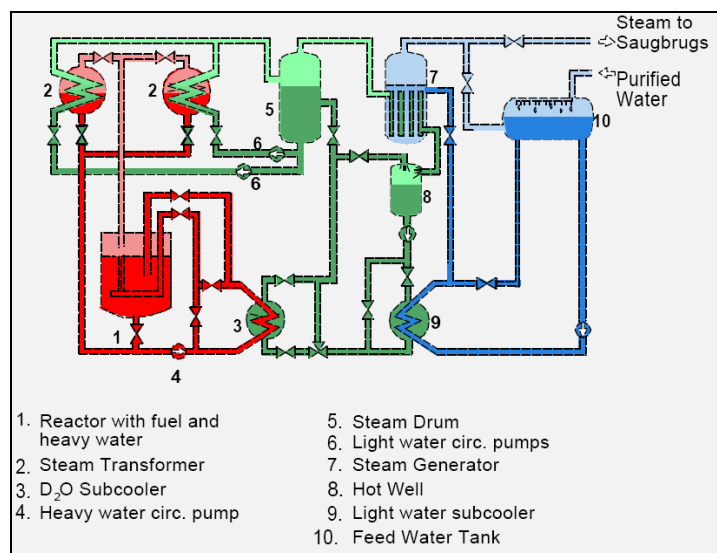 Steam to
Saugbrugs
Purified
Water
2
2
5
7
10
6
6
8
1
3
9
4
1. Reactor with fuel and
heavy water
2. Steam Transformer
3. D₂O Subcooler
4. Heavy water circ. pump
5. Steam Drum
6. Light water circ. pumps
7. Steam Generator
8. Hot Well
9. Light water subcooler
10. Feed Water Tank